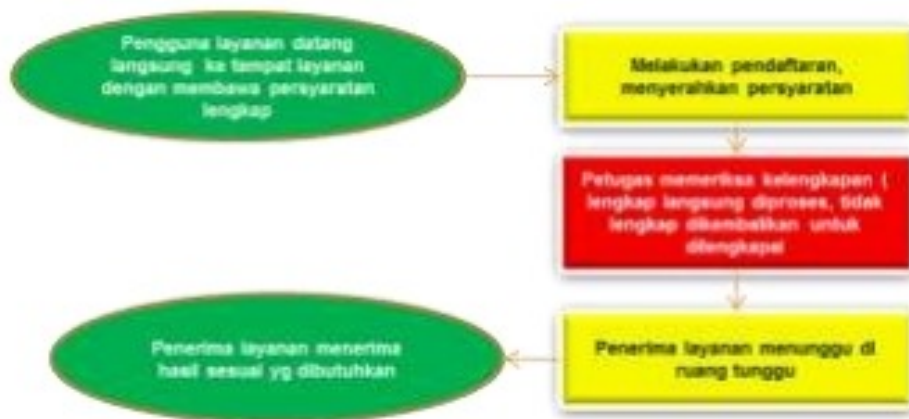 Pengguna layanan datang
langsung ke tempat layanan
dengan membawa persyaratan
lengkap
Melakukan pendaftaran,
menyerahkan persyaratan
Petugas memeriksa kelengkapan (
lengkap langsung diproses, tidak
lengkap dikembalikan untuk
dilengkapai
Penerima layanan menunggu di
ruang tunggu
Penerima layanan menerima
hasil sesuai yg dibutuhkan